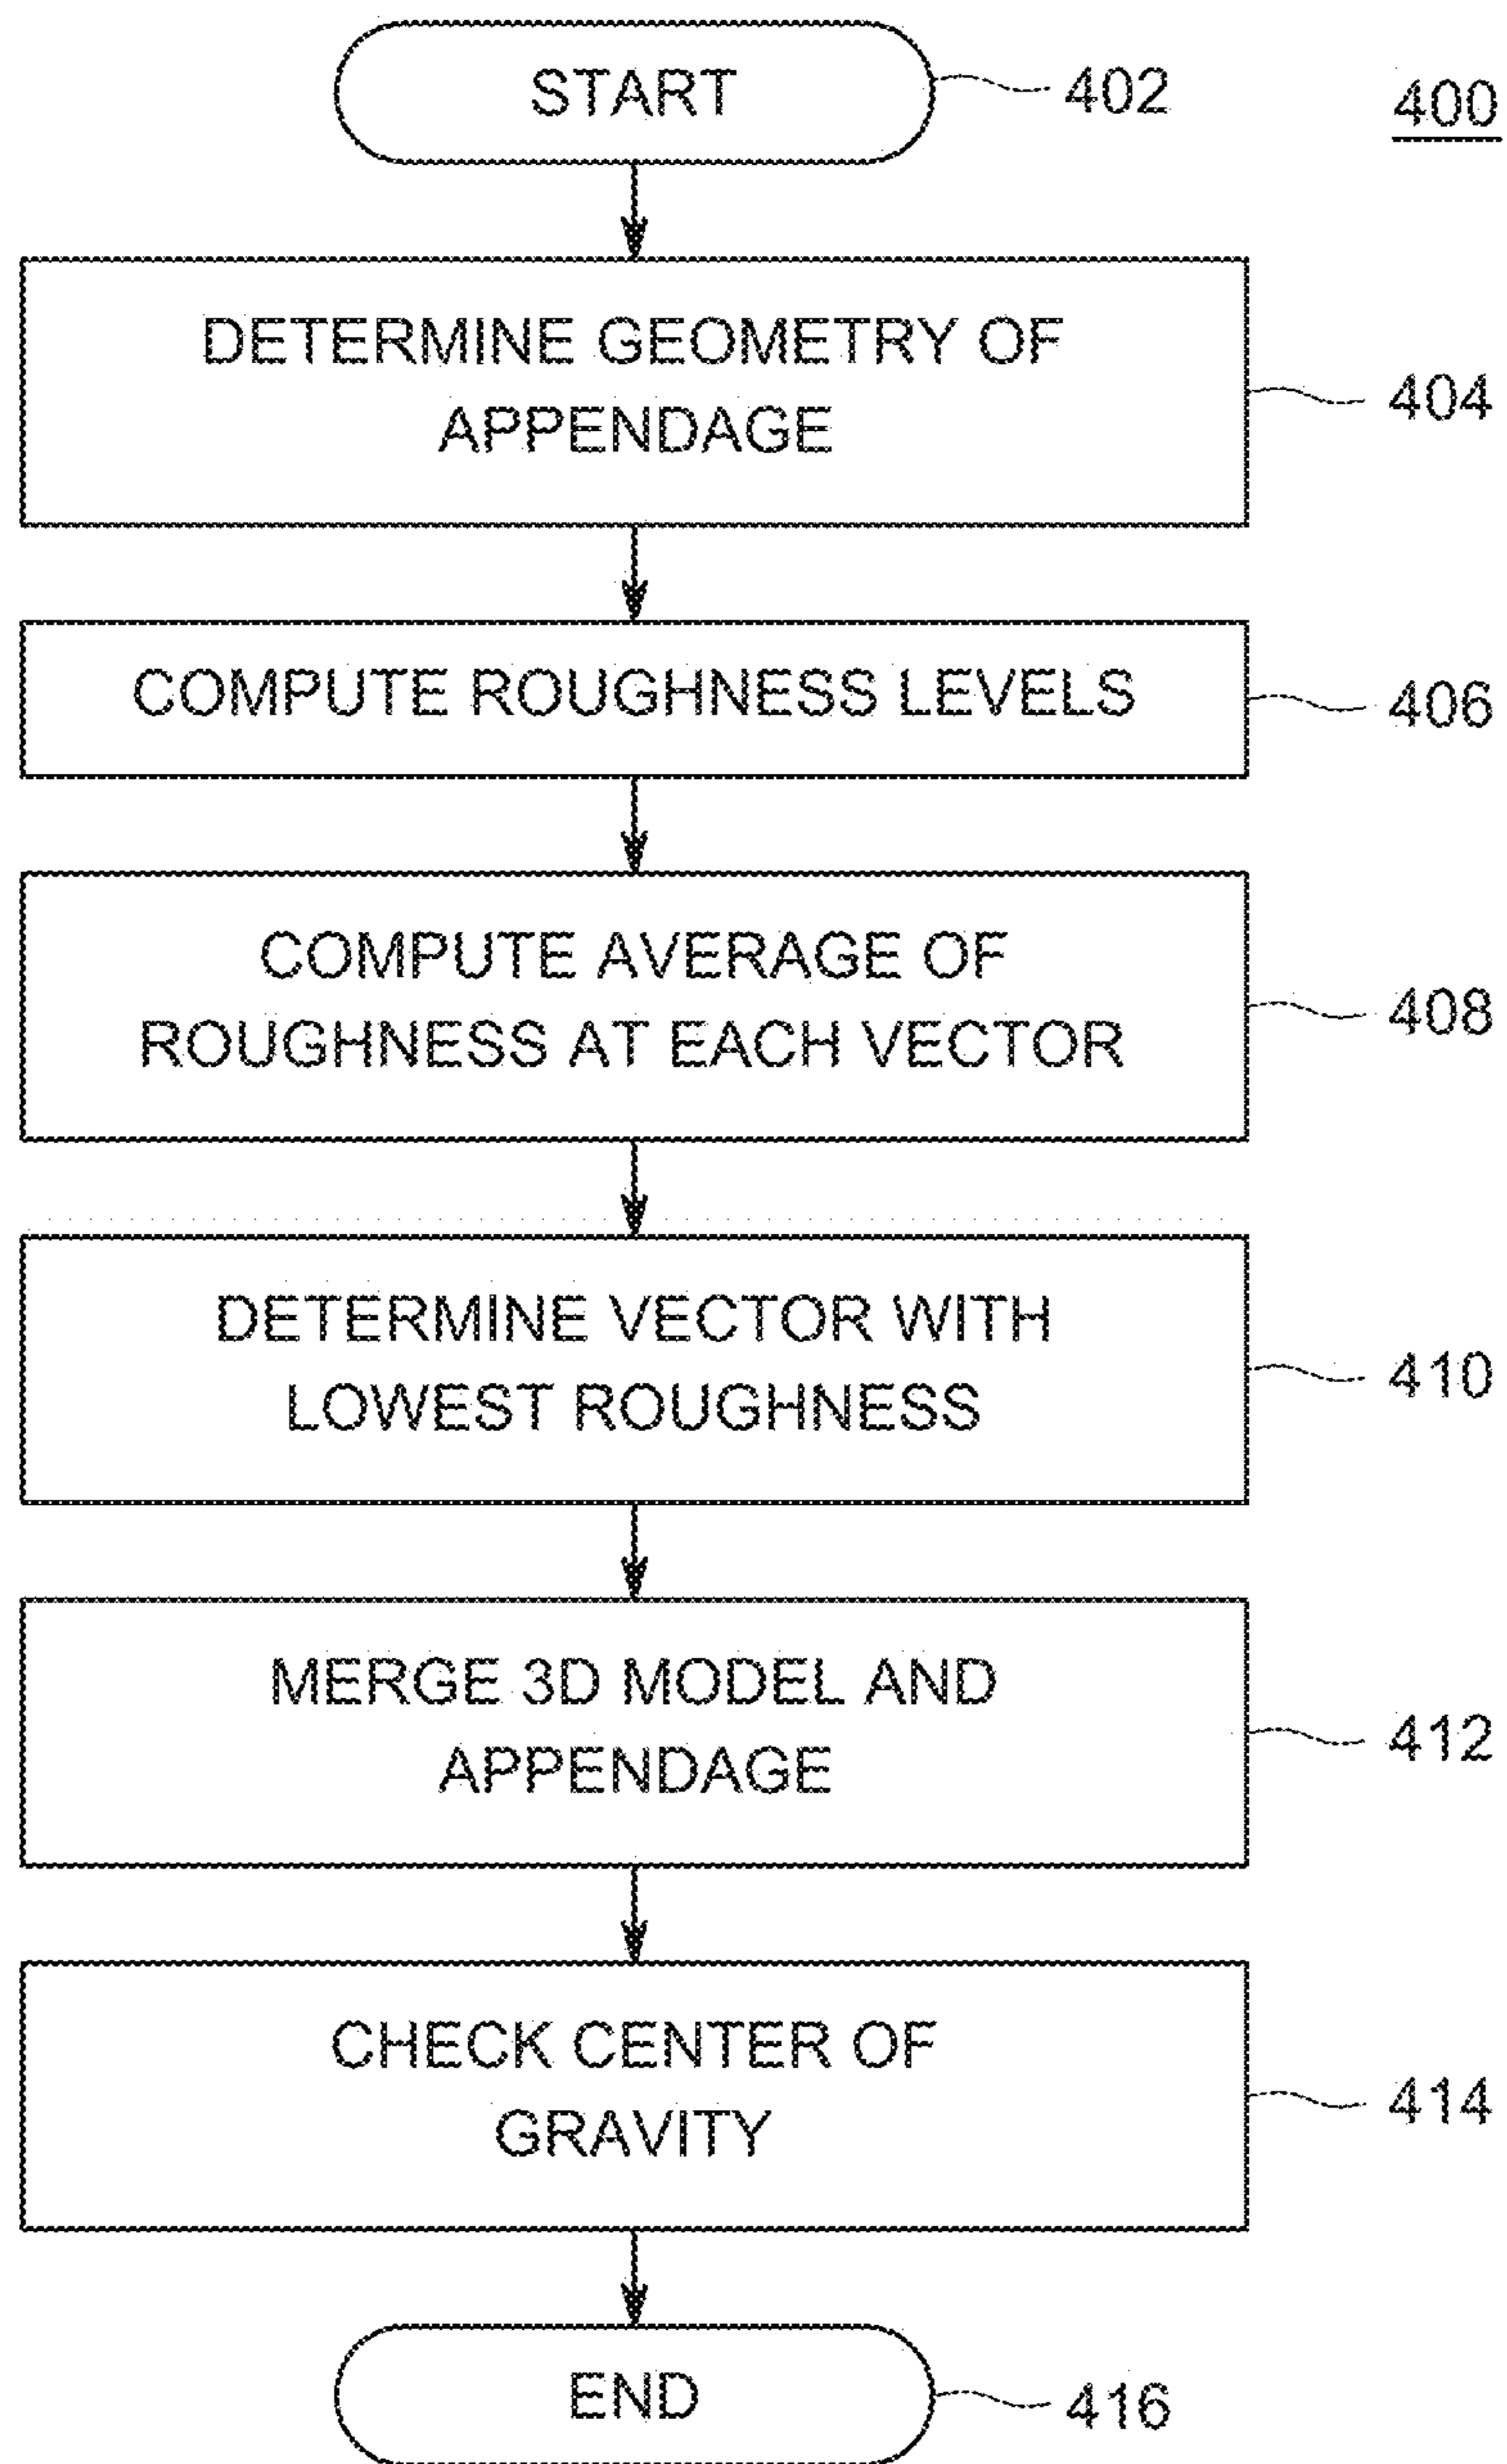 START
402
400
DETERMINE GEOMETRY OF
APPENDAGE
404
COMPUTE ROUGHNESS LEVELS
406
COMPUTE AVERAGE OF
ROUGHNESS AT EACH VECTOR
408
DETERMINE VECTOR WITH
LOWEST ROUGHNESS
410
MERGE 3D MODEL AND
APPENDAGE
412
CHECK CENTER OF
GRAVITY
414
END
416